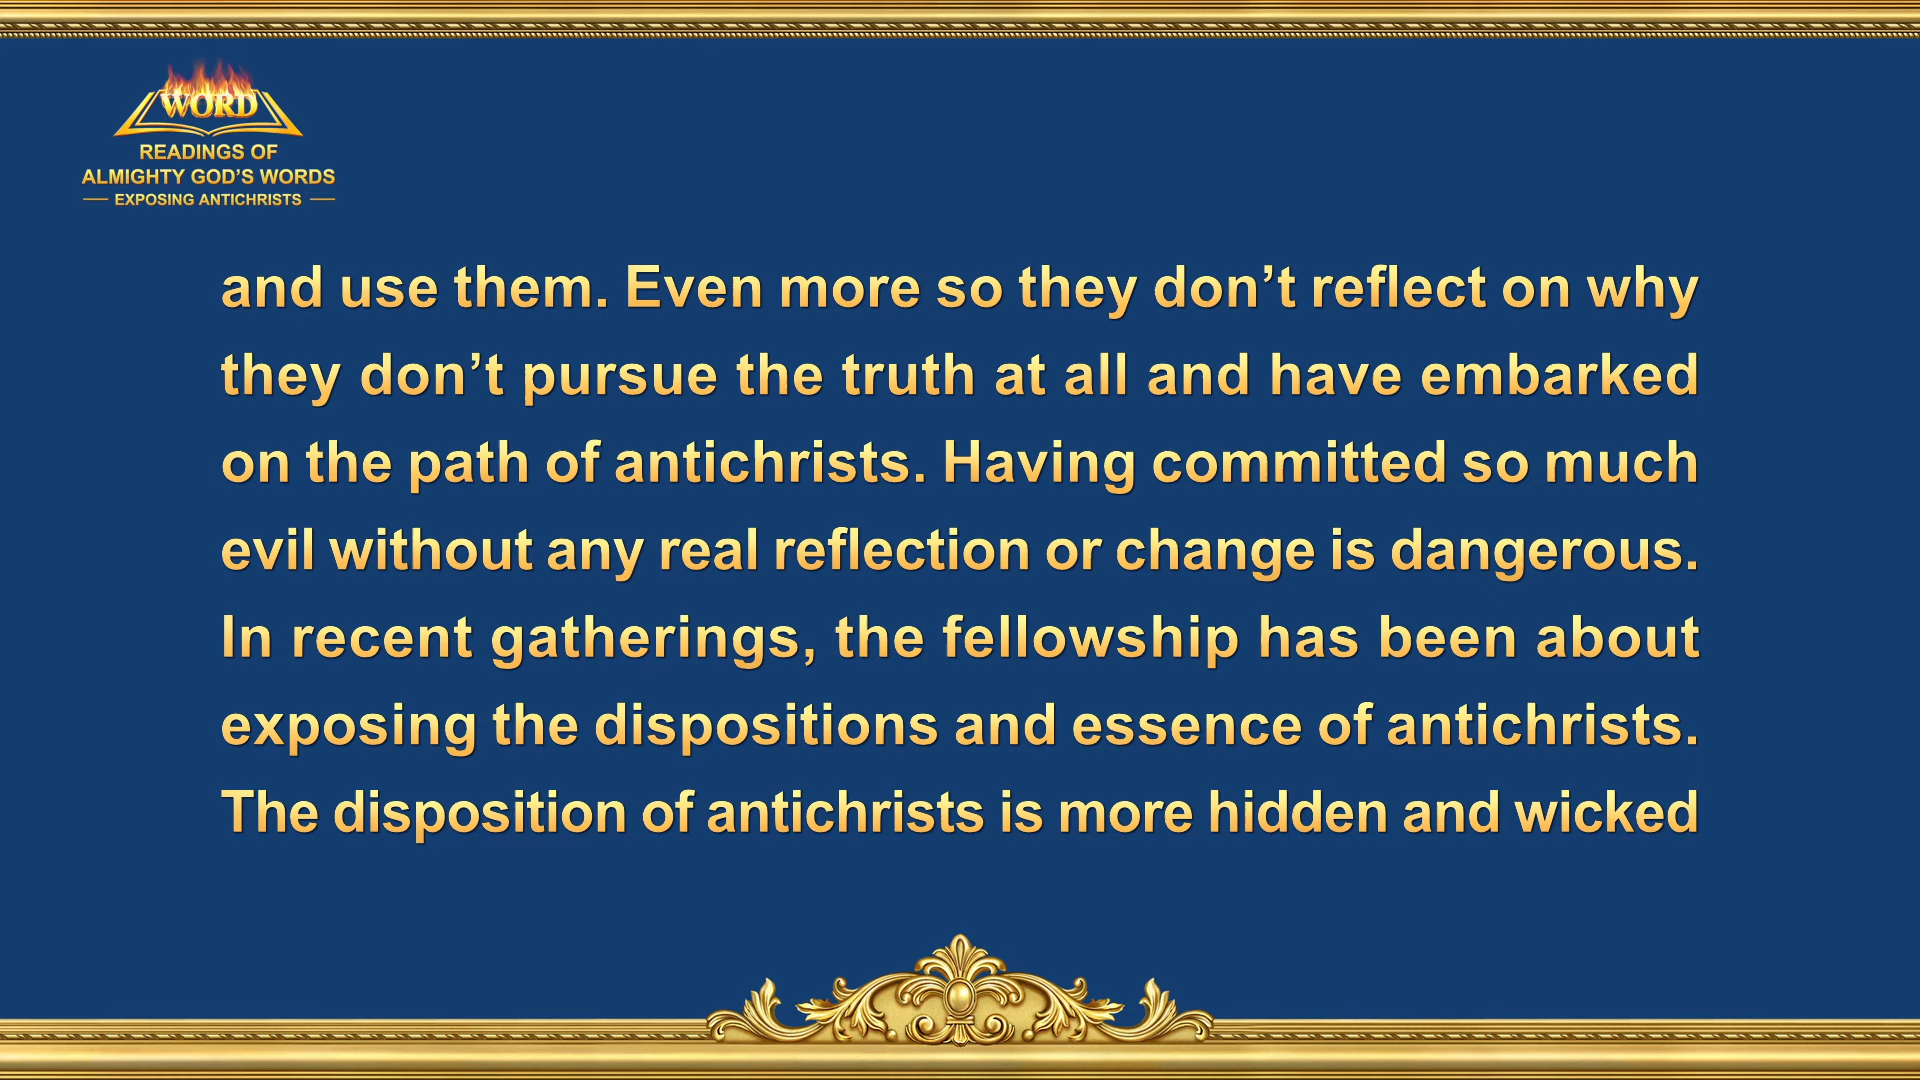 WORD
READINGS OF
ALMIGHTY GOD’S WORDS
EXPOSING ANTICHRISTS
and use them. Even more so they don’t reflect on why
they don’t pursue the truth at all and have embarked
on the path of antichrists. Having committed so much
evil without any real reflection or change is dangerous.
In recent gatherings, the fellowship has been about
exposing the dispositions and essence of antichrists.
The disposition of antichrists is more hidden and wicked